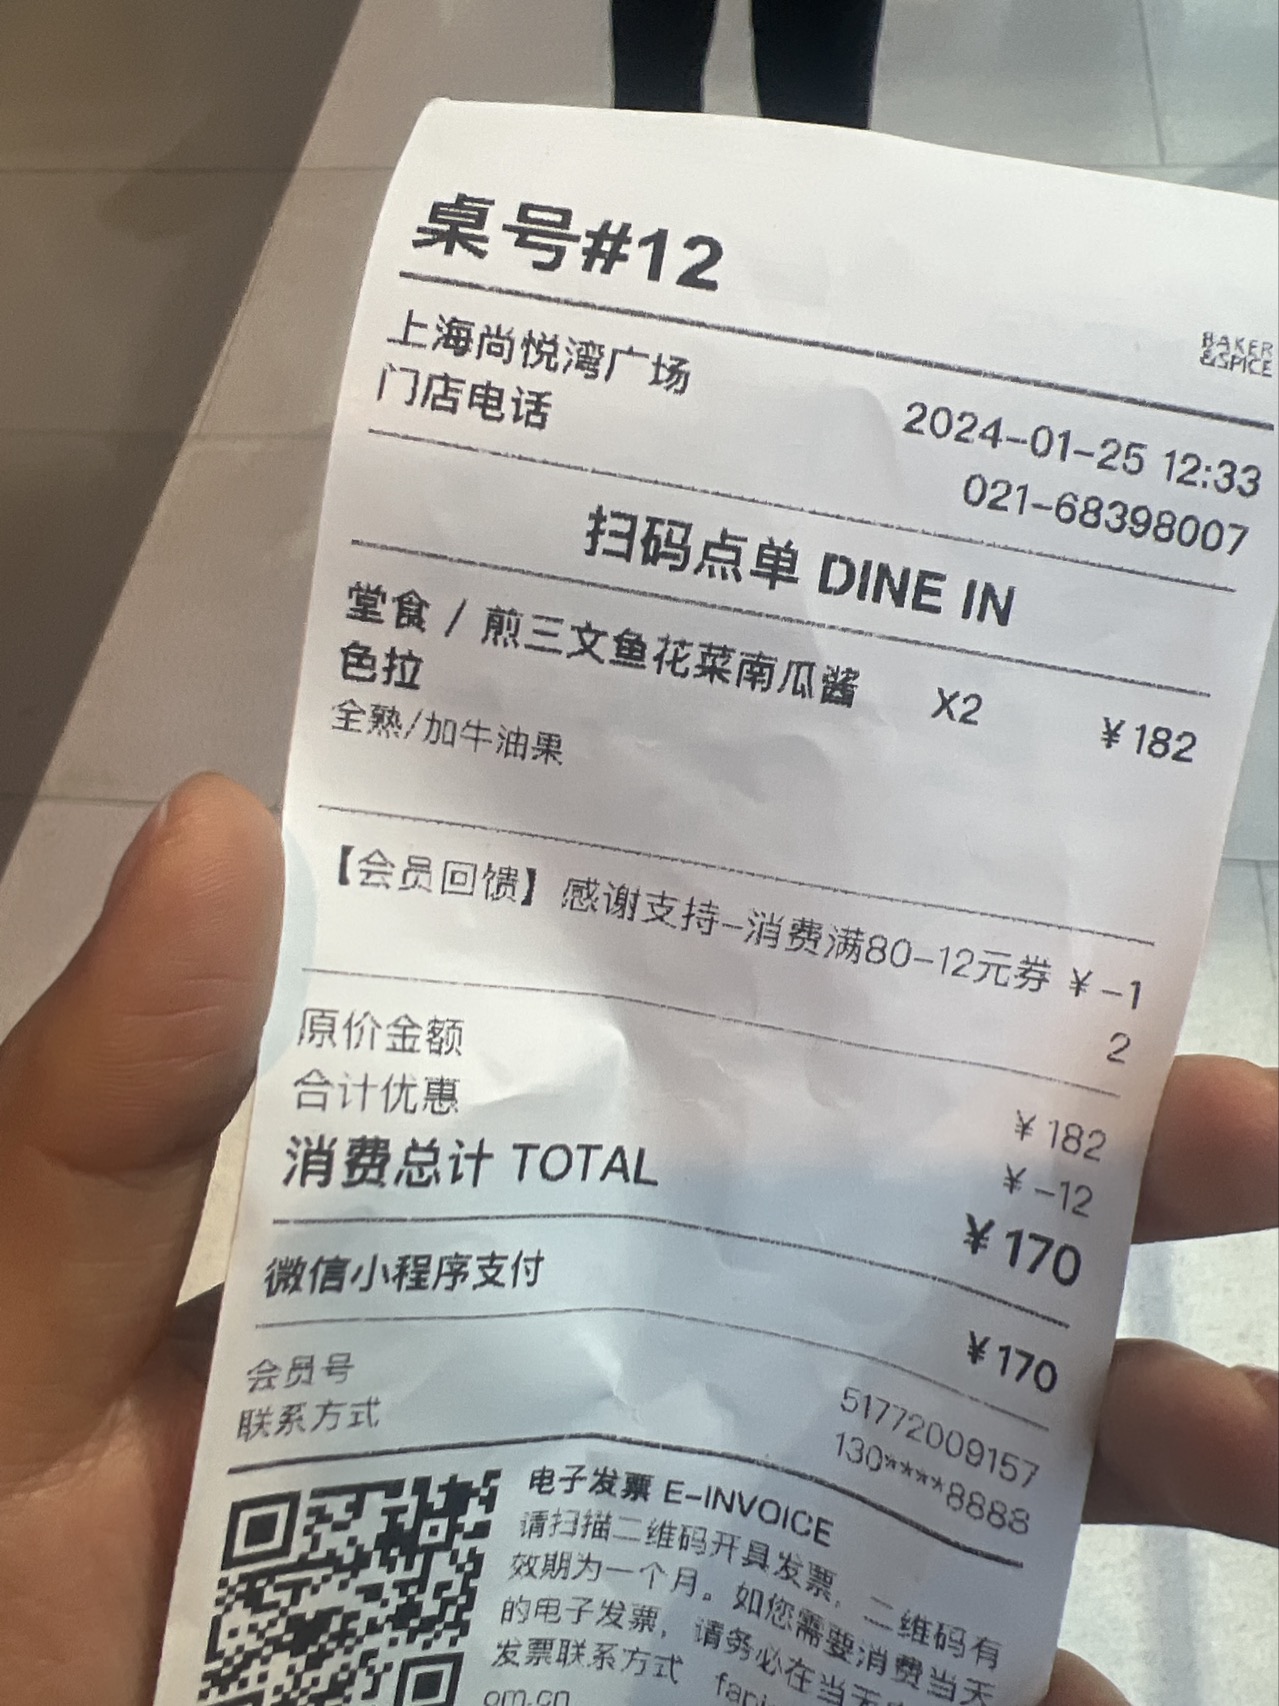 桌号#12
BAKER
&SPICE
上海尚悦湾广场 2024-01-25 12:33
门店电话 021-68398007
扫码点单 DINE IN
堂食 / 煎三文鱼花菜南瓜酱 X2 ¥182
色拉
全熟/加牛油果
【会员回馈】感谢支持-消费满80-12元券 ¥-1
2
原价金额 ¥182
合计优惠 ¥-12
消费总计 TOTAL ¥170
微信小程序支付 ¥170
会员号 51772009157
联系方式 130****8888
电子发票 E-INVOICE
请扫描二维码开具发票，二维码有
效期为一个月。如您需要消费当天
的电子发票，请务必在当天
发票联系方式 fapi
om.cn